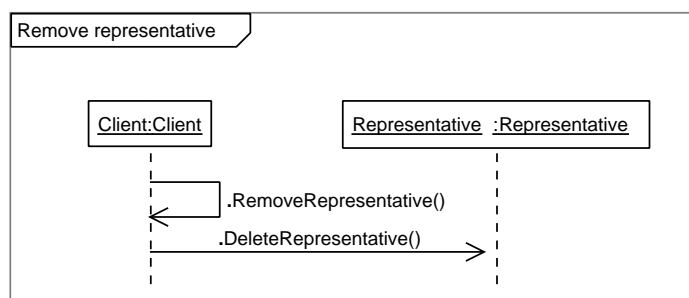 Remove representative
Client:Client
Representative :Representative
.RemoveRepresentative()
.DeleteRepresentative()